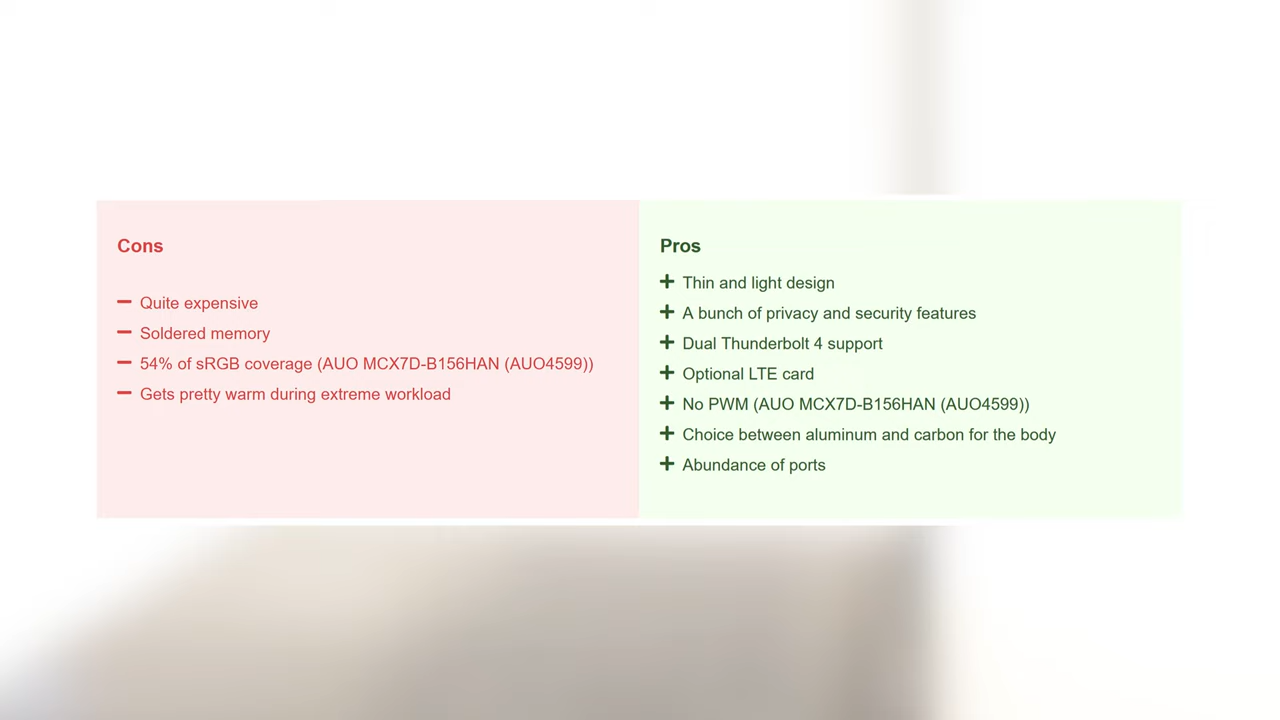 Cons
Quite expensive
Soldered memory
54% of sRGB coverage (AUO MCX7D-B156HAN (AUO4599))
Gets pretty warm during extreme workload
Pros
Thin and light design
A bunch of privacy and security features
Dual Thunderbolt 4 support
Optional LTE card
No PWM (AUO MCX7D-B156HAN (AUO4599))
Choice between aluminum and carbon for the body
Abundance of ports